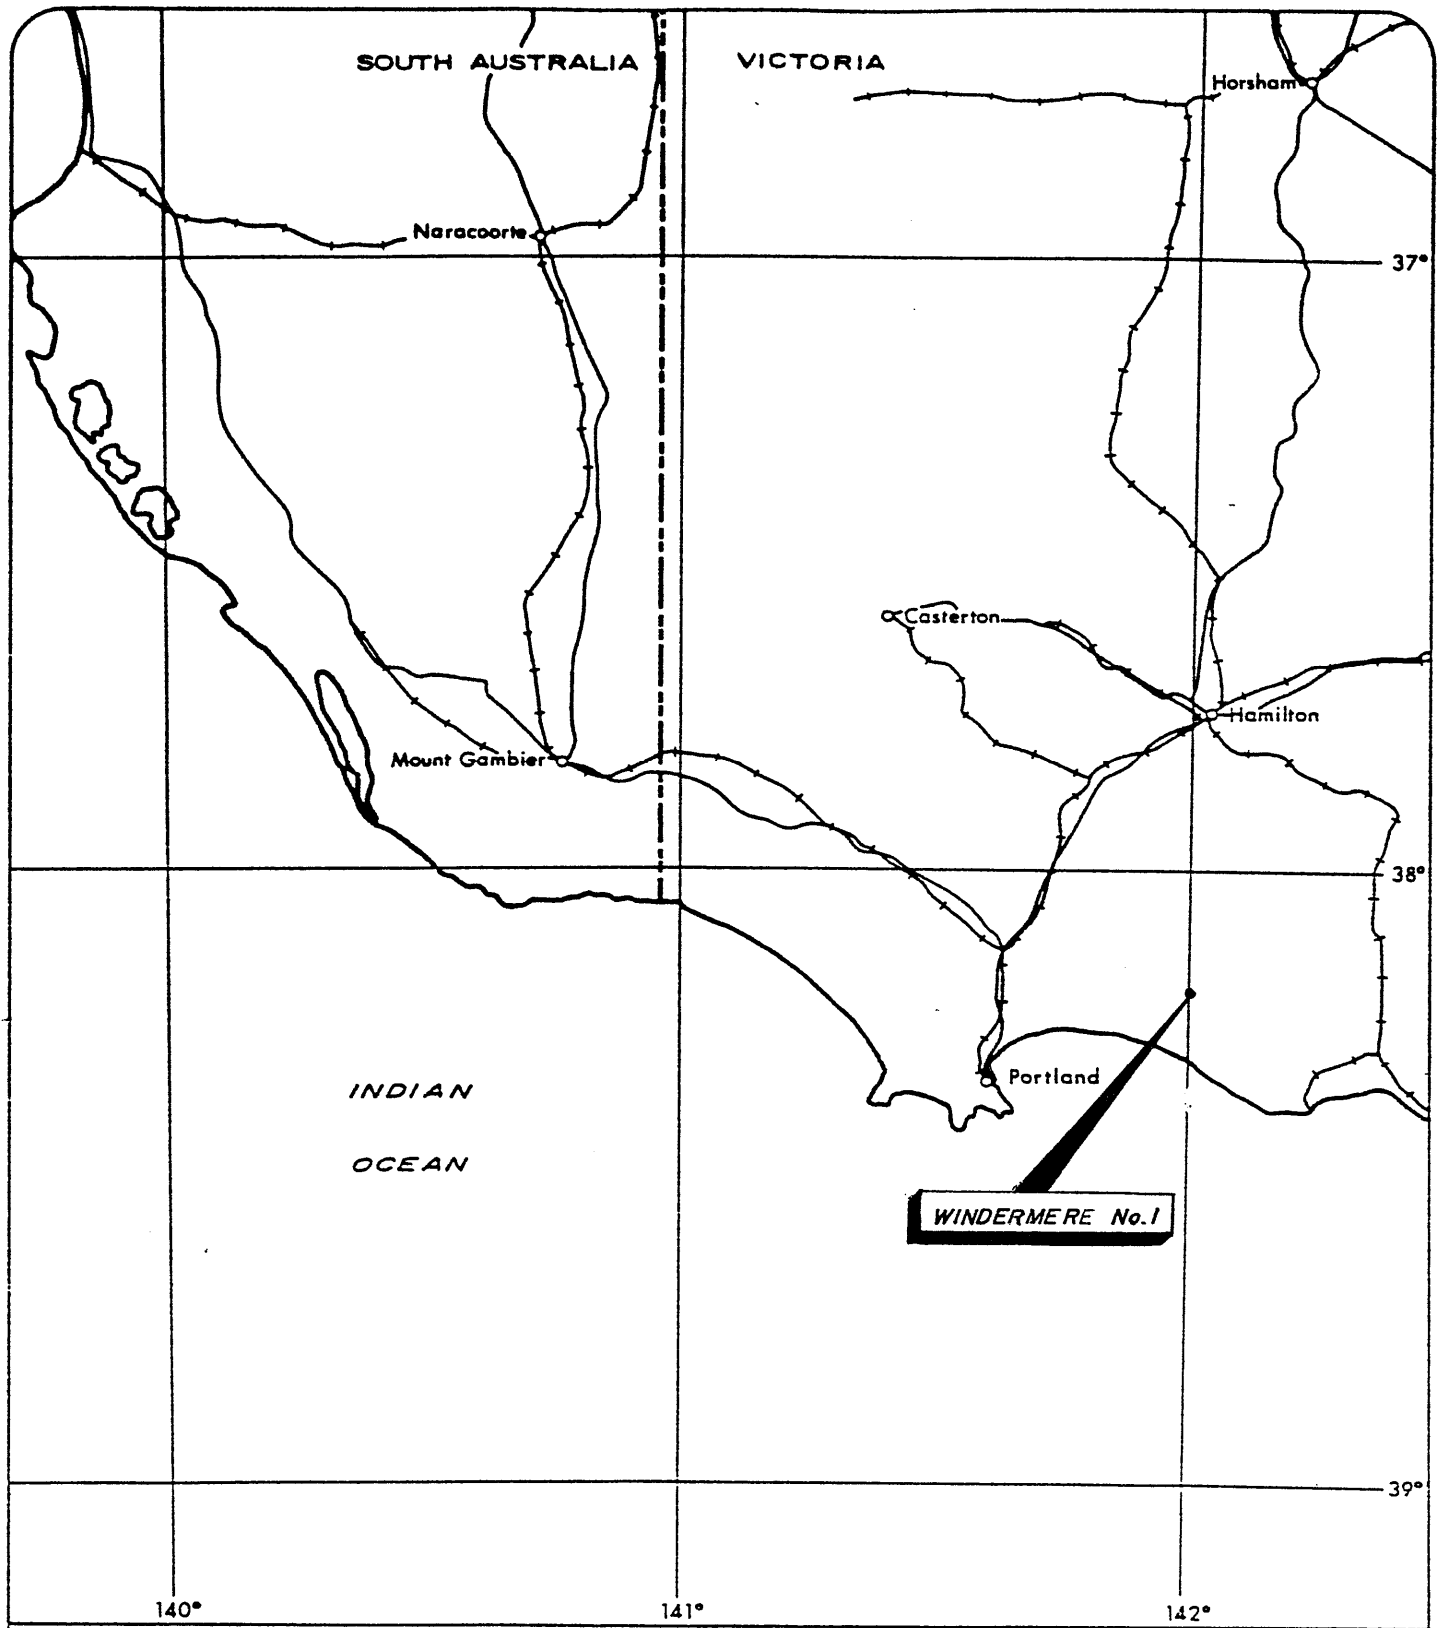 SOUTH AUSTRALIA
VICTORIA
Horsham
Naracoorte
37°
Casterton
Hamilton
Mount Gambier
38°
Portland
INDIAN
OCEAN
WINDERMERE No.1
39°
140°
141°
142°